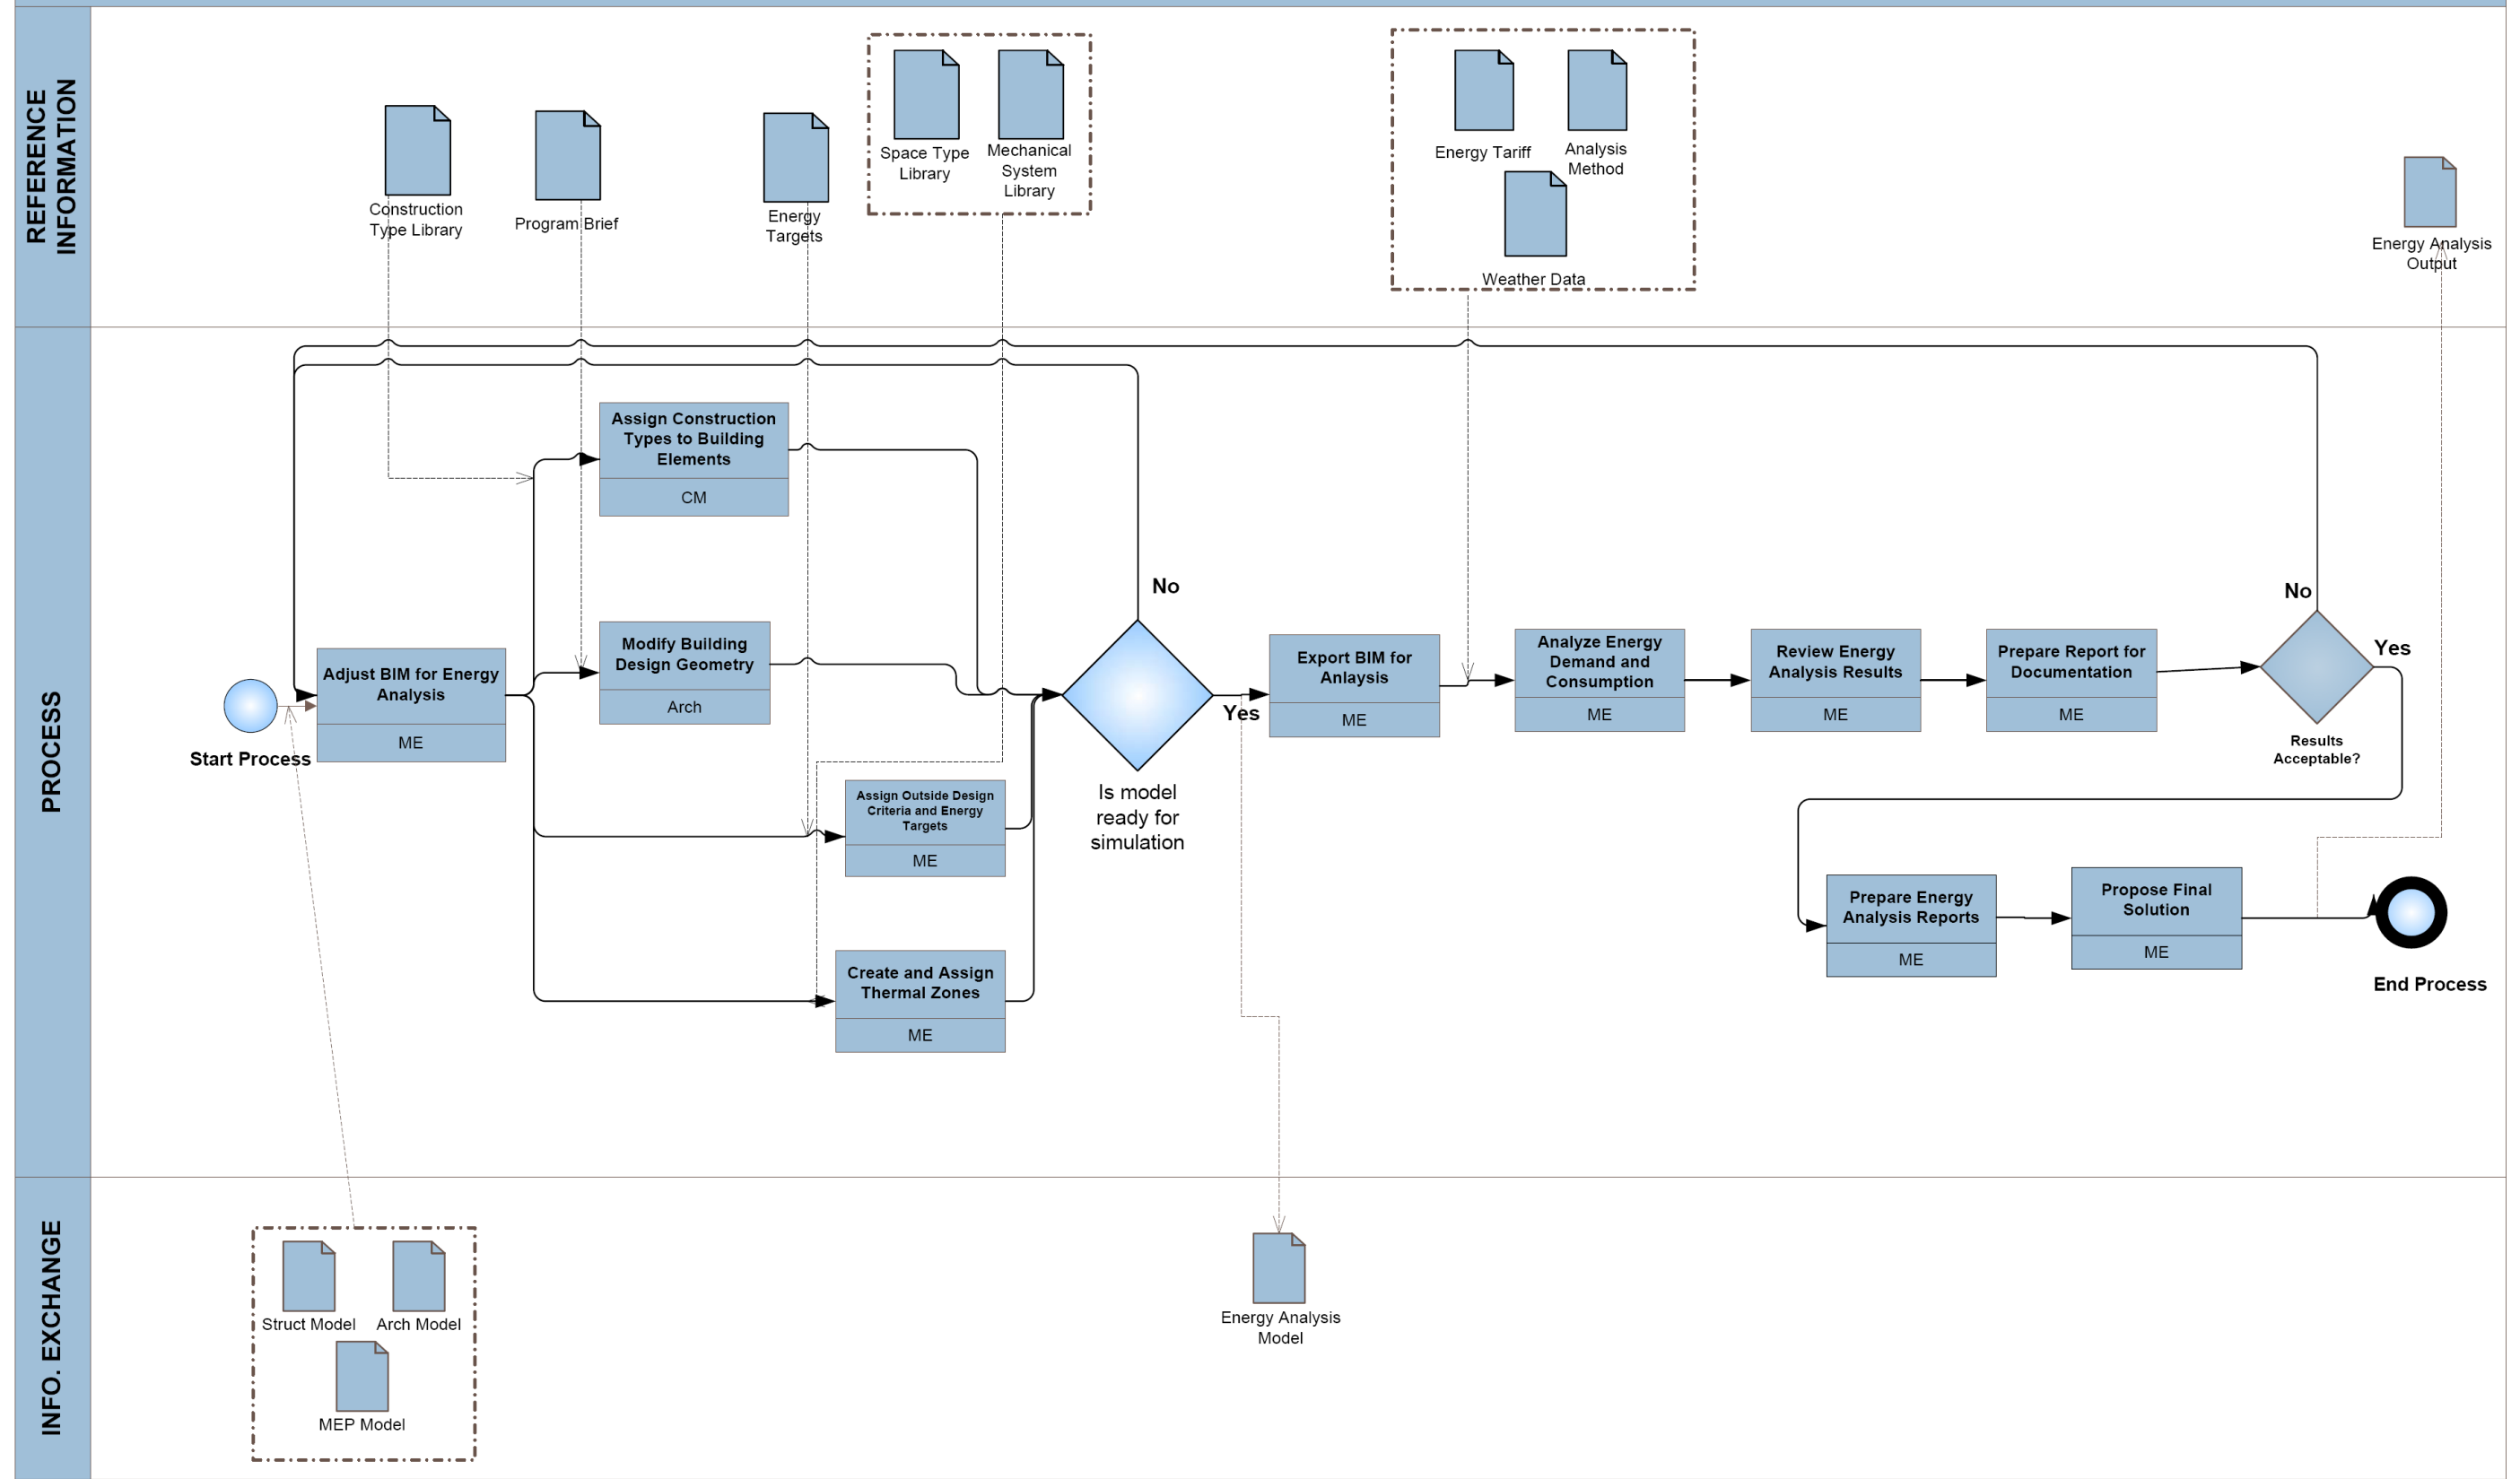 REFERENCE
INFORMATION
Construction
Type Library
Program Brief
Energy
Targets
Space Type
Library
Mechanical
System
Library
Energy Tariff
Analysis
Method
Weather Data
Energy Analysis
Output
PROCESS
Start Process
Adjust BIM for Energy
Analysis
ME
Assign Construction
Types to Building
Elements
CM
Modify Building
Design Geometry
Arch
Assign Outside Design
Criteria and Energy
Targets
ME
Create and Assign
Thermal Zones
ME
No
Is model
ready for
simulation
Yes
Export BIM for
Anlaysis
ME
Analyze Energy
Demand and
Consumption
ME
Review Energy
Analysis Results
ME
Prepare Report for
Documentation
ME
No
Yes
Results
Acceptable?
Prepare Energy
Analysis Reports
ME
Propose Final
Solution
ME
End Process
INFO. EXCHANGE
Struct Model
Arch Model
MEP Model
Energy Analysis
Model